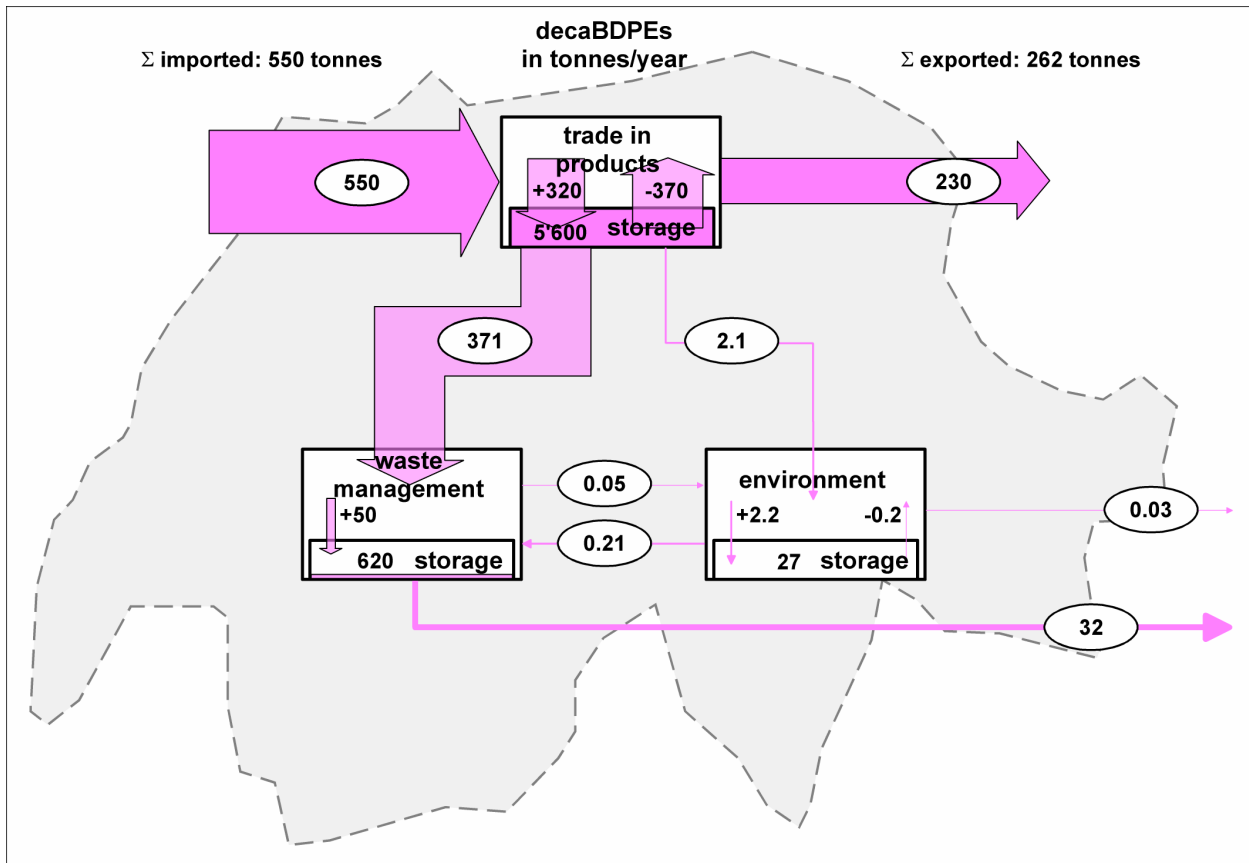 decaBDPEs
in tonnes/year
Σ imported: 550 tonnes
Σ exported: 262 tonnes
trade in
products
550
+320
-370
230
5'600
storage
371
2.1
waste
management
+50
620
storage
0.05
0.21
environment
+2.2
-0.2
27
storage
0.03
32